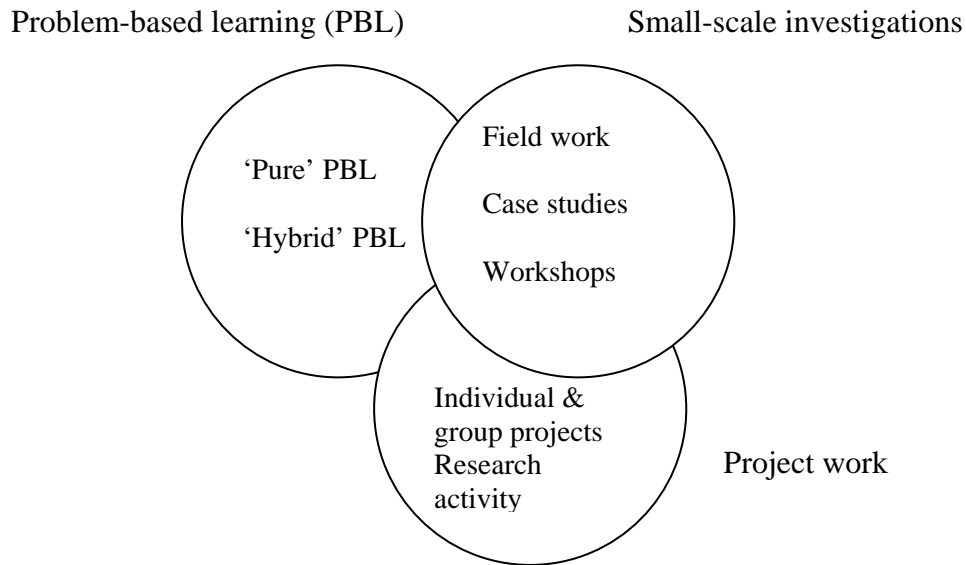 Problem-based learning (PBL)
Small-scale investigations
‘Pure’ PBL
‘Hybrid’ PBL
Field work
Case studies
Workshops
Individual &
group projects
Research
activity
Project work